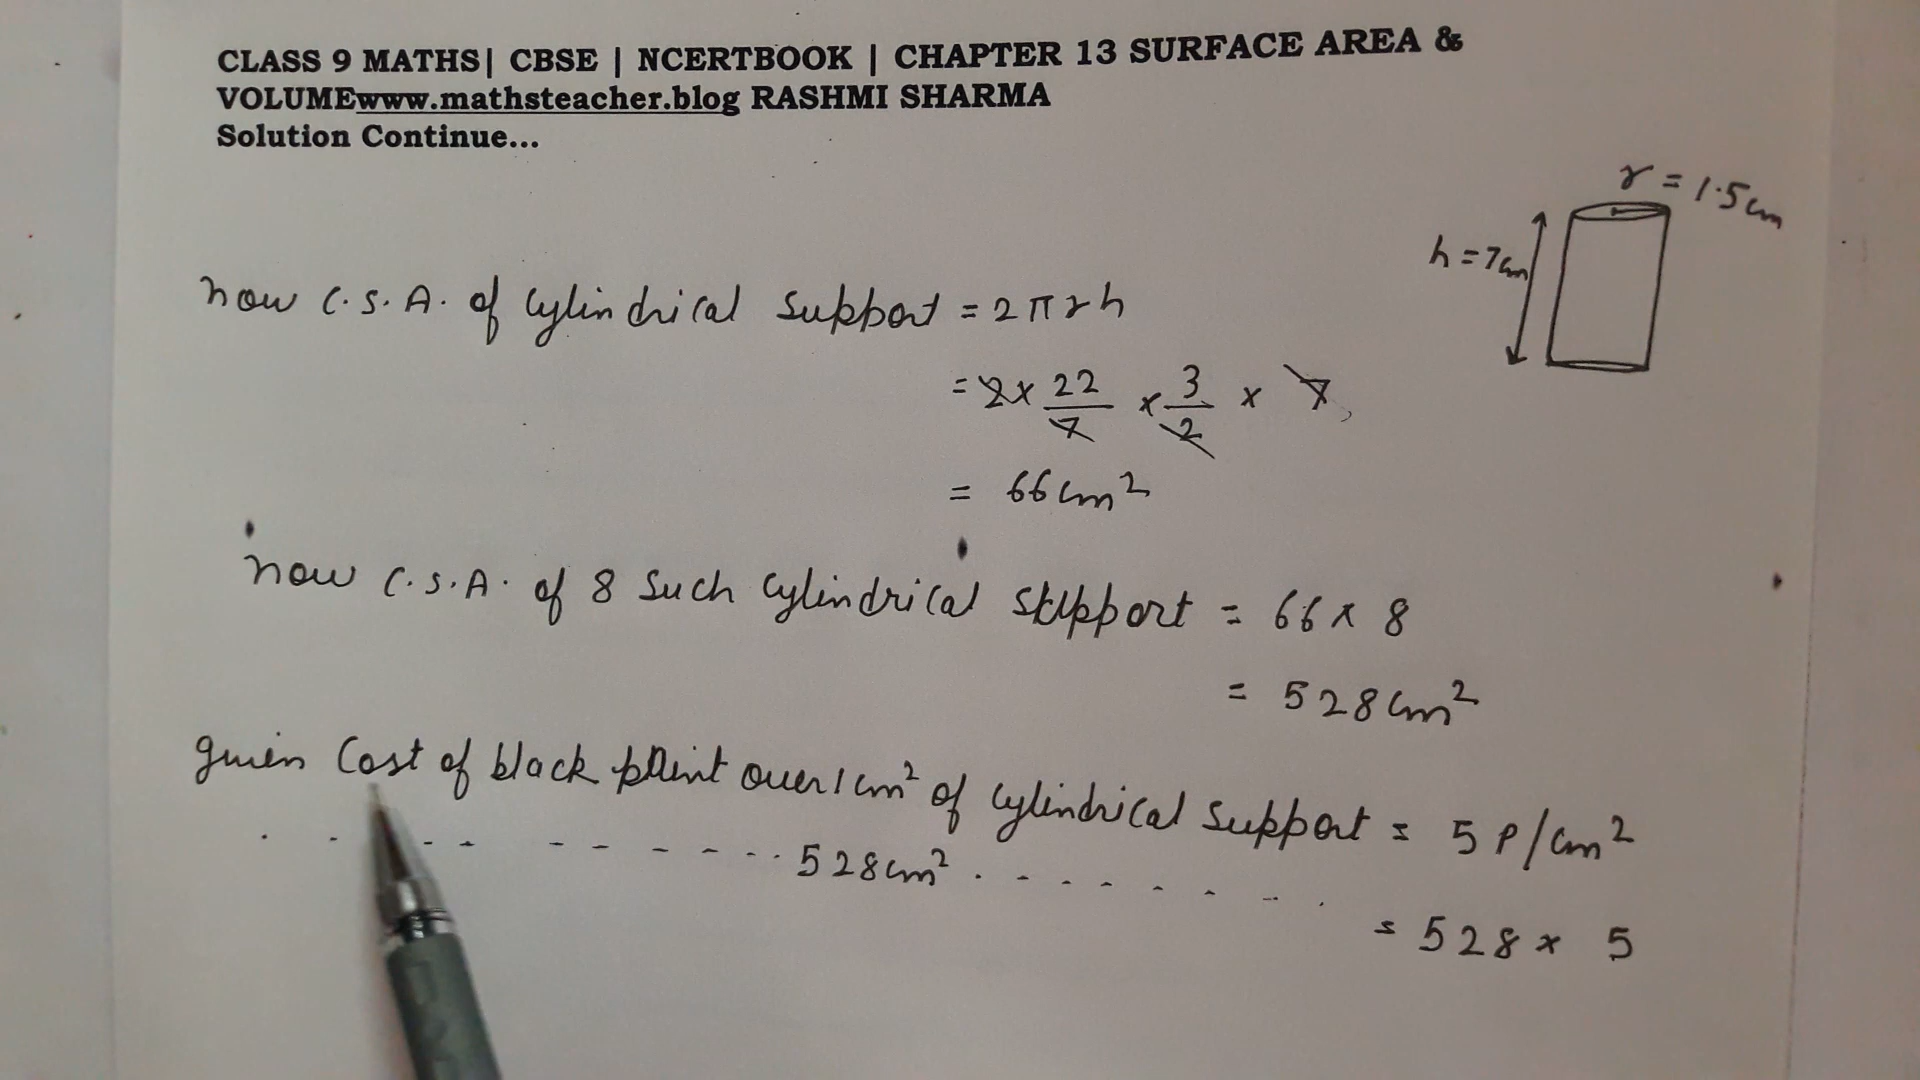 CLASS 9 MATHS| CBSE | NCERTBOOK | CHAPTER 13 SURFACE AREA &
VOLUMEwww.mathsteacher.blog RASHMI SHARMA
Solution Continue...
r = 1.5cm
h = 7cm
now C.S.A. of Cylindrical Support = 2πrh
= 2 × 22/7 × 3/2 × 7
= 66cm²
now C.S.A. of 8 Such Cylindrical Support = 66 × 8
= 528cm²
given Cost of black paint over 1cm² of Cylindrical Support = 5 P/cm²
. - - - - - - - - - . . 528cm² . - - - - - - .
= 528 × 5